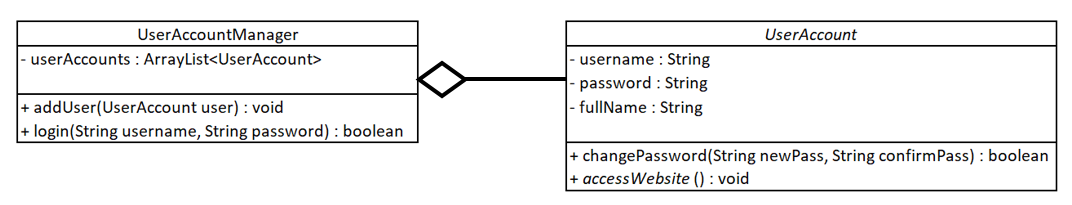 UserAccountManager
- userAccounts : ArrayList<UserAccount>
+ addUser(UserAccount user) : void
+ login(String username, String password) : boolean
UserAccount
- username : String
- password : String
- fullName : String
+ changePassword(String newPass, String confirmPass) : boolean
+ accessWebsite () : void